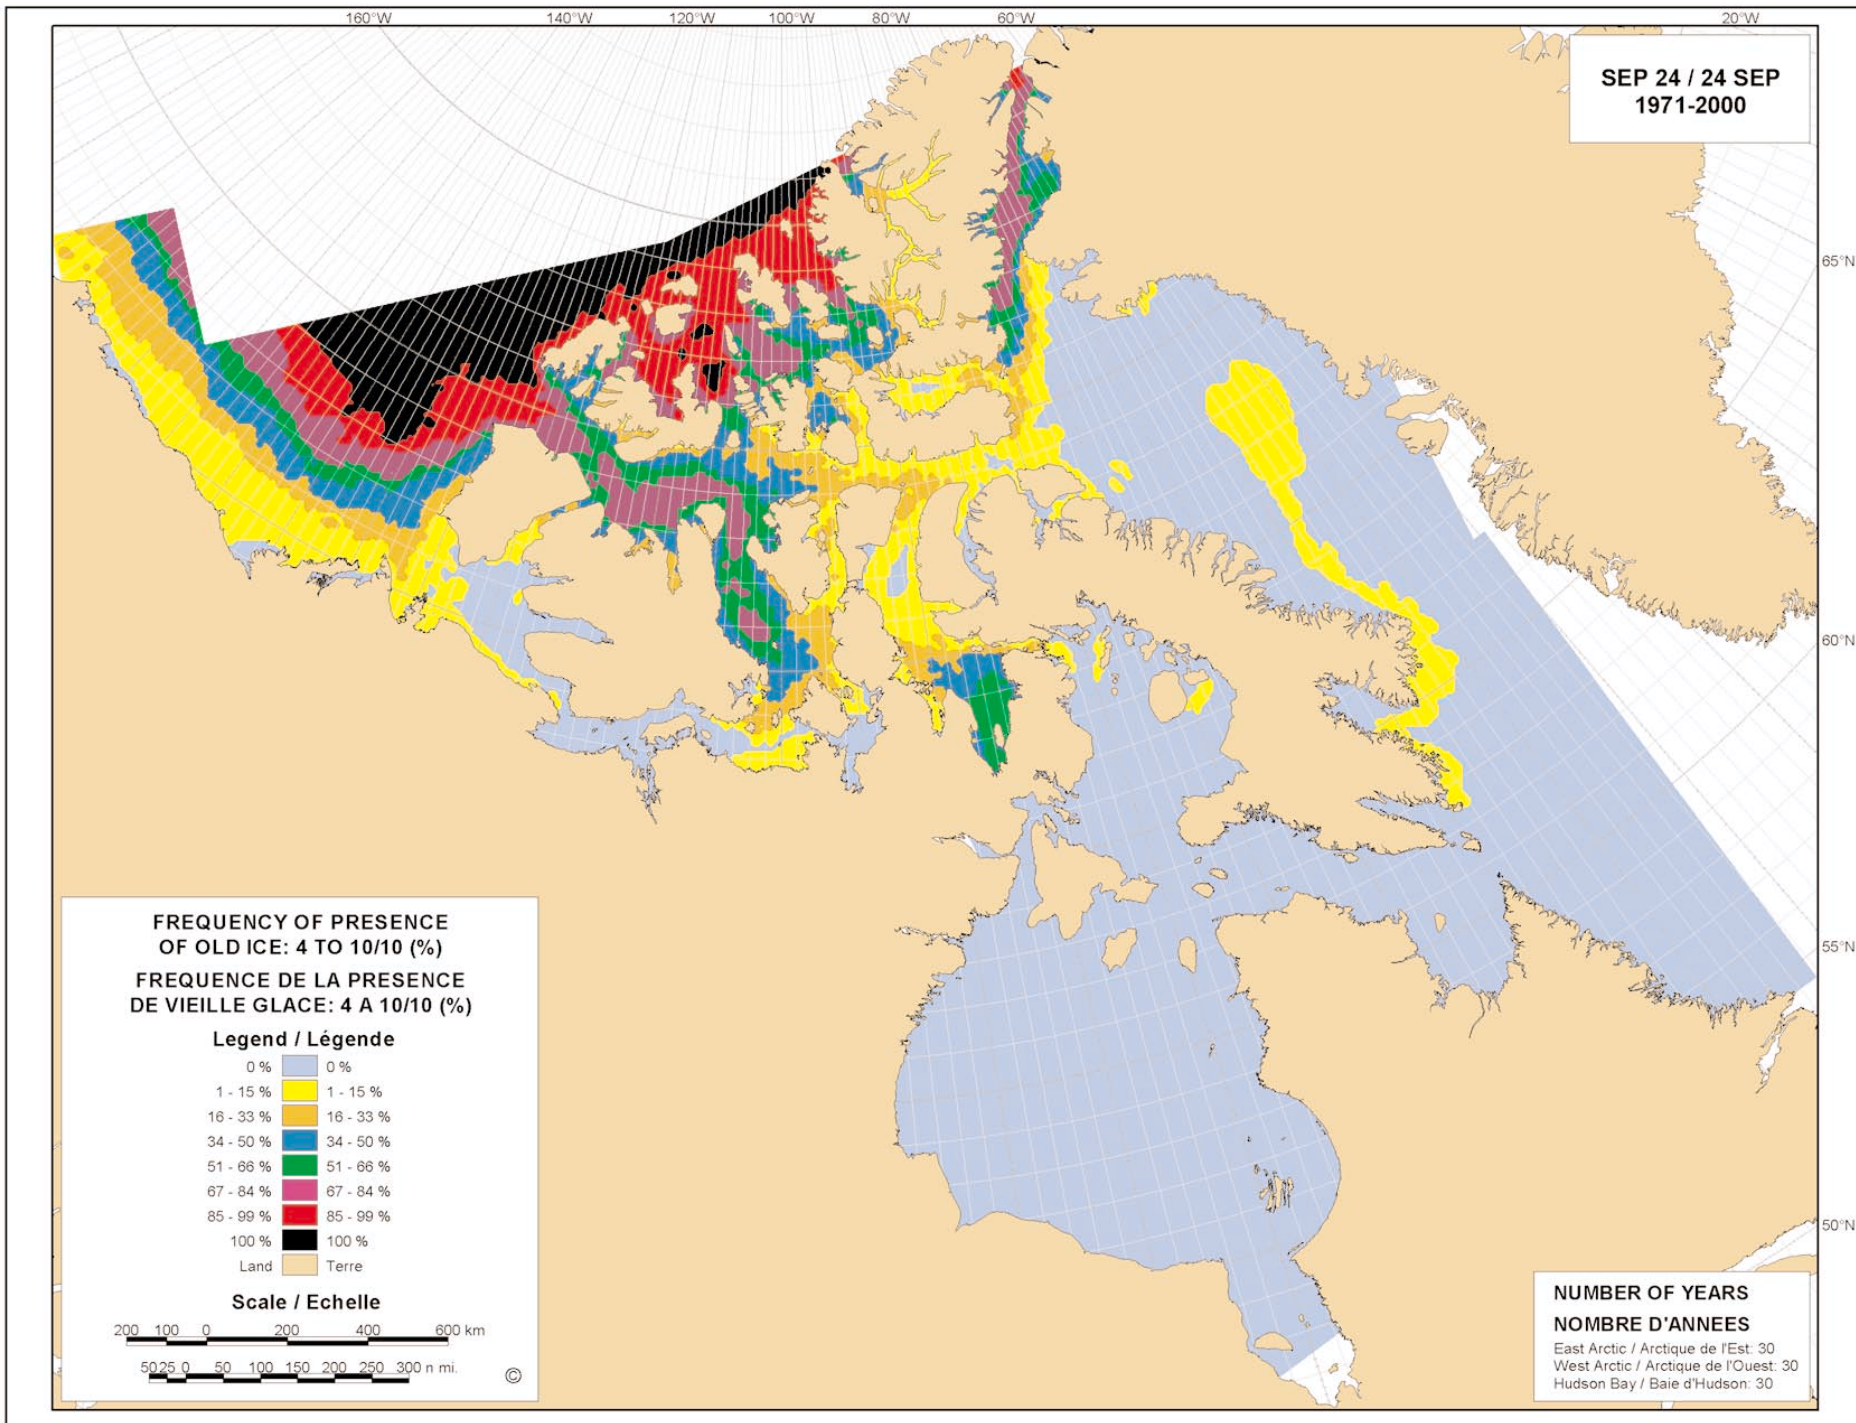 160°W 140°W 120°W 100°W 80°W 60°W 20°W
SEP 24 / 24 SEP
1971-2000
65°N
60°N
55°N
50°N
FREQUENCY OF PRESENCE
OF OLD ICE: 4 TO 10/10 (%)
FREQUENCE DE LA PRESENCE
DE VIEILLE GLACE: 4 A 10/10 (%)
Legend / Légende
0 % 0 %
1 - 15 % 1 - 15 %
16 - 33 % 16 - 33 %
34 - 50 % 34 - 50 %
51 - 66 % 51 - 66 %
67 - 84 % 67 - 84 %
85 - 99 % 85 - 99 %
100 % 100 %
Land Terre
Scale / Echelle
200 100 0 200 400 600 km
50 25 0 50 100 150 200 250 300 n mi.
©
NUMBER OF YEARS
NOMBRE D'ANNEES
East Arctic / Arctique de l'Est: 30
West Arctic / Arctique de l'Ouest: 30
Hudson Bay / Baie d'Hudson: 30